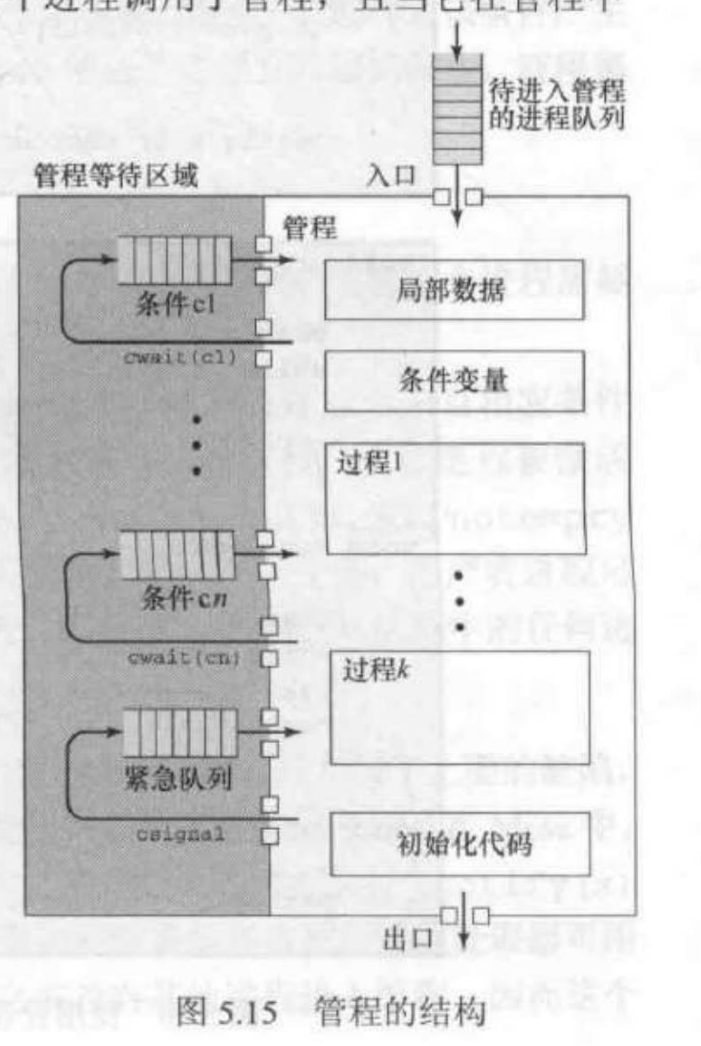 个进程调用了管程，且当它在管程中
待进入管程
的进程队列
管程等待区域
入口
管程
条件c1
cwait(c1)
局部数据
条件变量
过程1
条件cn
cwait(cn)
过程k
紧急队列
csignal
初始化代码
出口
图 5.15 管程的结构